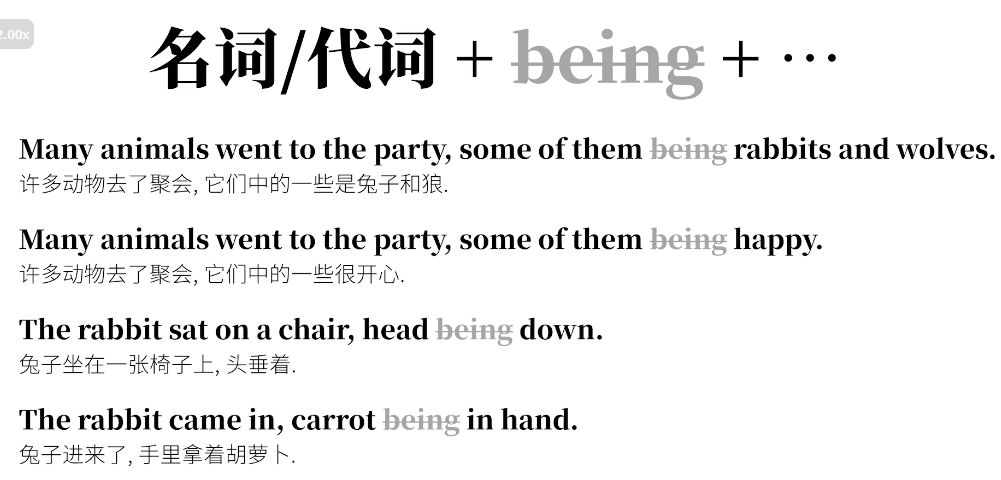 2.00x
名词/代词 + being + ···
Many animals went to the party, some of them being rabbits and wolves.
许多动物去了聚会, 它们中的一些是兔子和狼.
Many animals went to the party, some of them being happy.
许多动物去了聚会, 它们中的一些很开心.
The rabbit sat on a chair, head being down.
兔子坐在一张椅子上, 头垂着.
The rabbit came in, carrot being in hand.
兔子进来了, 手里拿着胡萝卜.